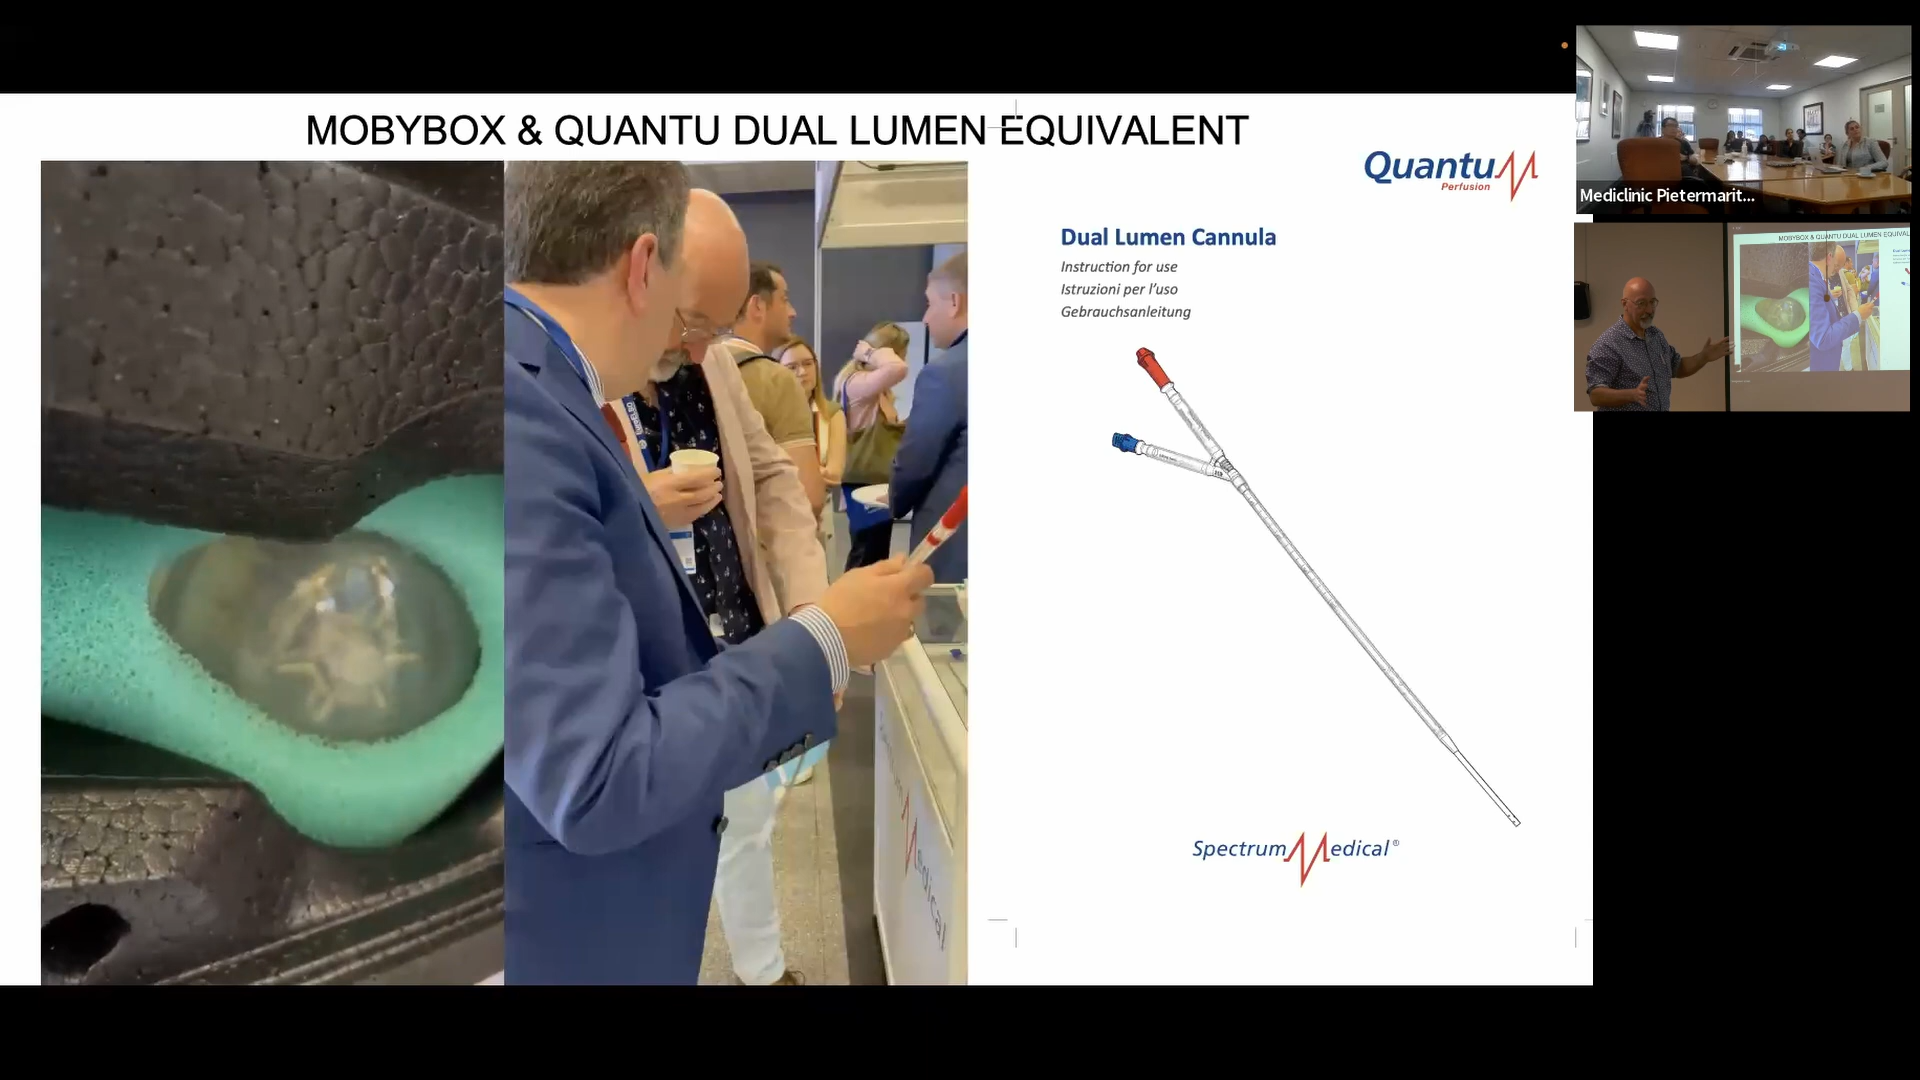 MOBYBOX & QUANTU DUAL LUMEN EQUIVALENT
Quantum
Perfusion
Dual Lumen Cannula
Instruction for use
Istruzioni per l'uso
Gebrauchsanleitung
Spectrum Medical®
Mediclinic Pietermarit...
MOBYBOX & QUANTU DUAL LUMEN EQUIVAL